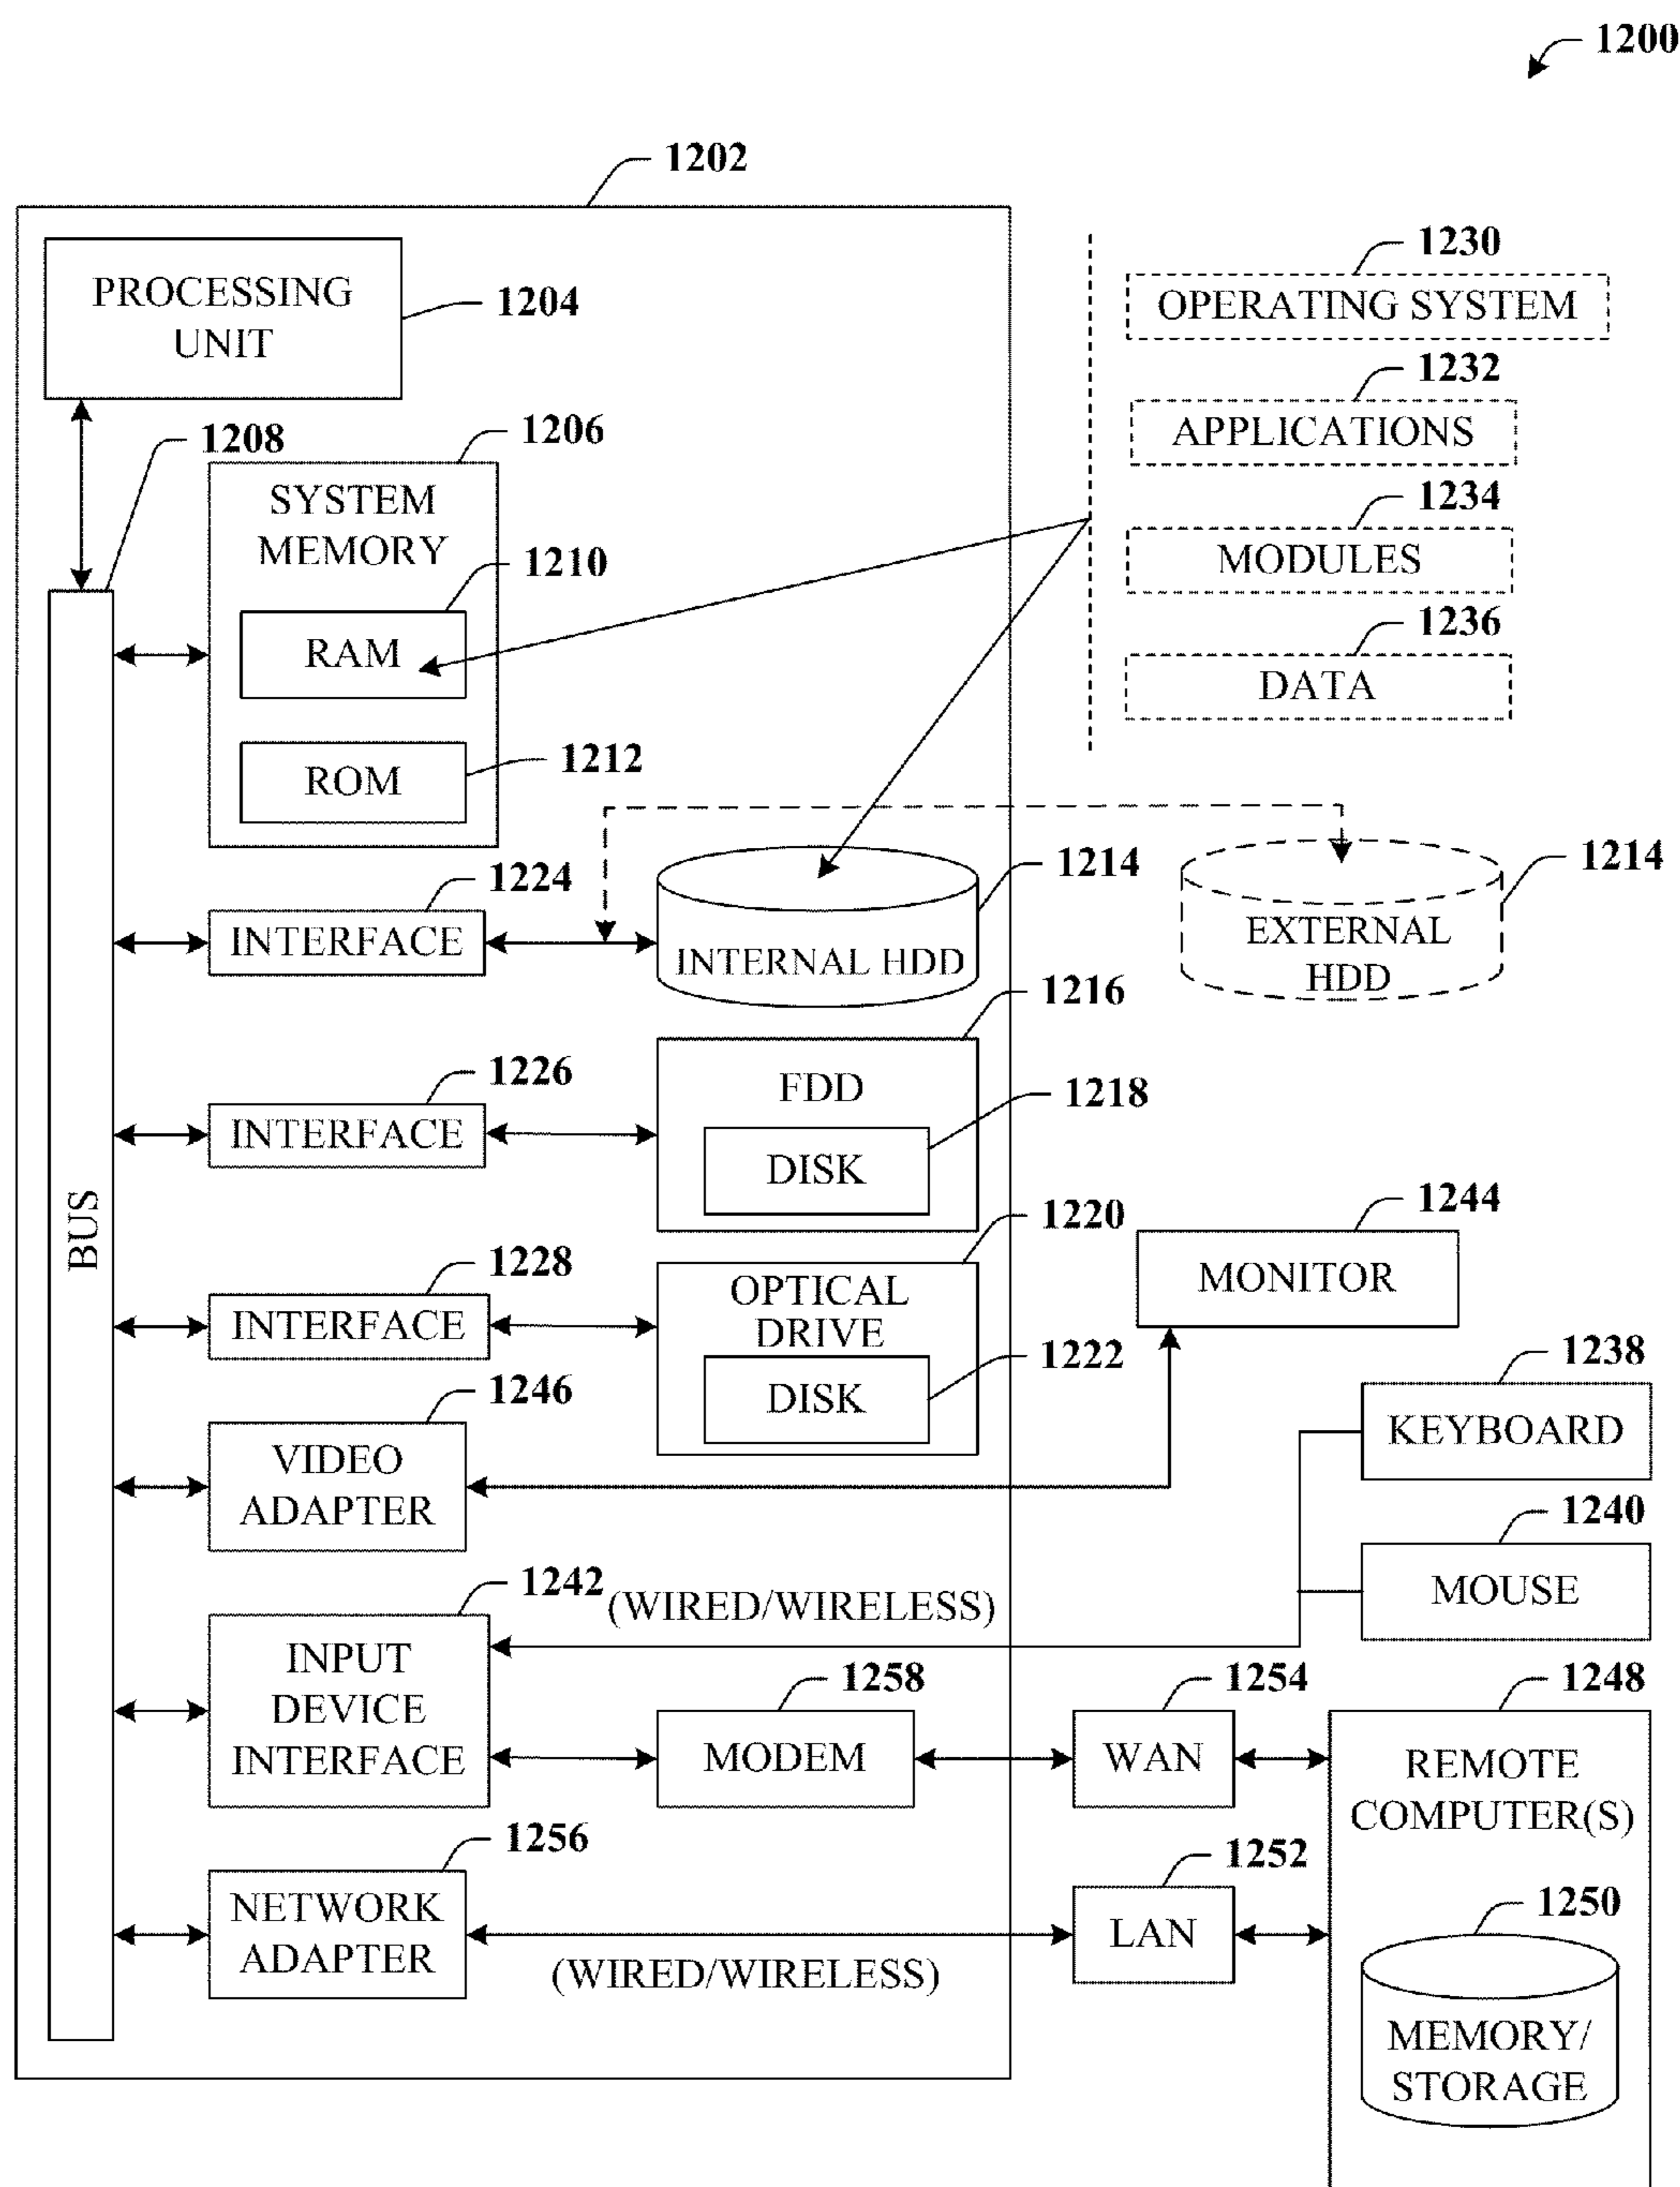 1200
1202
PROCESSING
UNIT
1204
1230
OPERATING SYSTEM
1232
APPLICATIONS
1234
MODULES
1236
DATA
1208
1206
SYSTEM
MEMORY
1210
RAM
1212
ROM
1224
INTERFACE
1214
INTERNAL HDD
1214
EXTERNAL
HDD
1216
1226
INTERFACE
FDD
1218
DISK
BUS
1220
1244
MONITOR
1228
INTERFACE
OPTICAL
DRIVE
1222
DISK
1238
KEYBOARD
1246
VIDEO
ADAPTER
1240
MOUSE
1242
(WIRED/WIRELESS)
INPUT
DEVICE
INTERFACE
1258
MODEM
1254
WAN
1248
REMOTE
COMPUTER(S)
1256
NETWORK
ADAPTER
(WIRED/WIRELESS)
1252
LAN
1250
MEMORY/
STORAGE